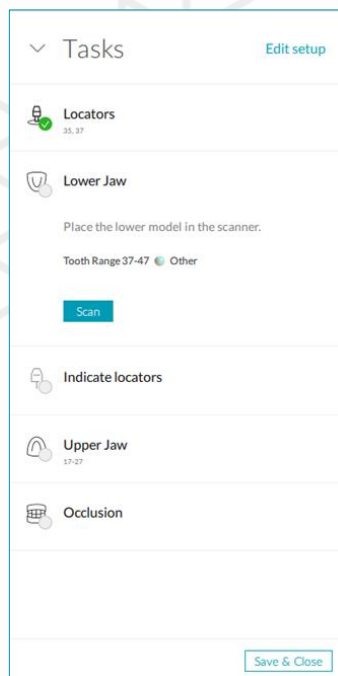 Tasks
Edit setup
Locators
35, 37
Lower Jaw
Place the lower model in the scanner.
Tooth Range 37-47 Other
Scan
Indicate locators
Upper Jaw
17-27
Occlusion
Save & Close